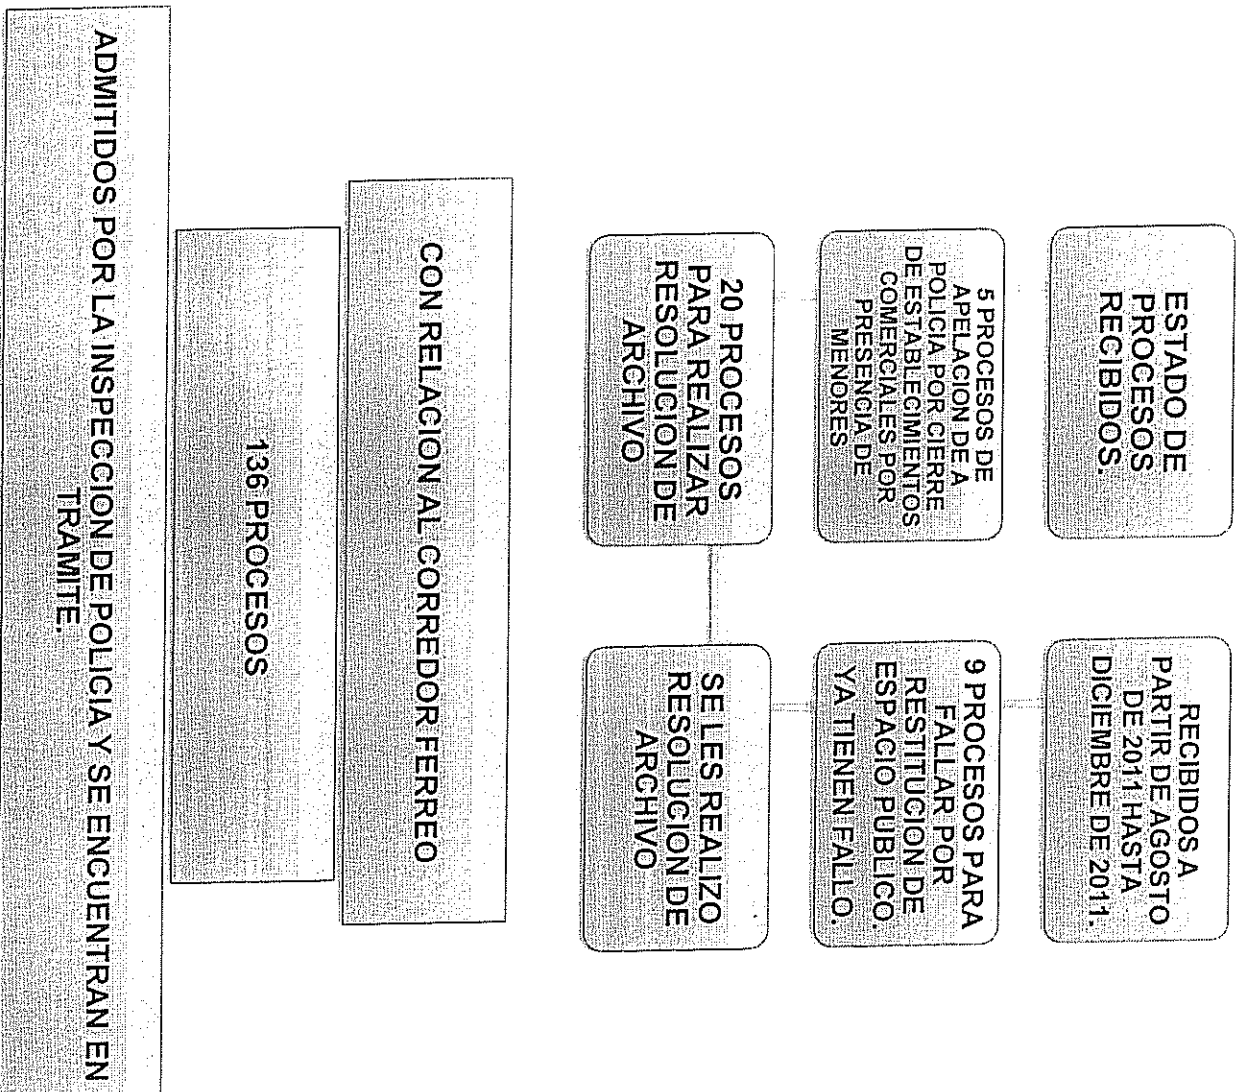 ESTADO DE
PROCESOS
RECIBIDOS.
RECIBIDOS A
PARTIR DE AGOSTO
DE 2011 HASTA
DICIEMBRE DE 2011.
5 PROCESOS DE
APELACION DE A
POLICIA POR CIERRE
DE ESTABLECIMIENTOS
COMERCIALES POR
PRESENCIA DE
MENORES
9 PROCESOS PARA
FALLAR POR
RESTITUCION DE
ESPACIO PUBLICO.
YA TIENEN FALLO.
20 PROCESOS
PARA REALIZAR
RESOLUCION DE
ARCHIVO
SE LES REALIZO
RESOLUCION DE
ARCHIVO
CON RELACION AL CORREDOR FERREO
136 PROCESOS
ADMITIDOS POR LA INSPECCION DE POLICIA Y SE ENCUENTRAN EN
TRAMITE.